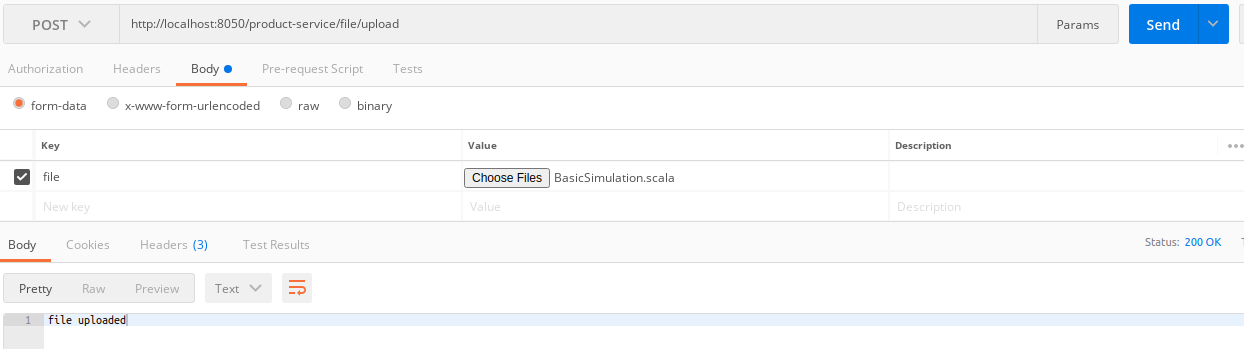 POST http://localhost:8050/product-service/file/upload Params Send
Authorization Headers Body Pre-request Script Tests
form-data x-www-form-urlencoded raw binary
Key Value Description
file Choose Files BasicSimulation.scala
New key Value Description
Body Cookies Headers (3) Test Results Status: 200 OK
Pretty Raw Preview Text
1 file uploaded